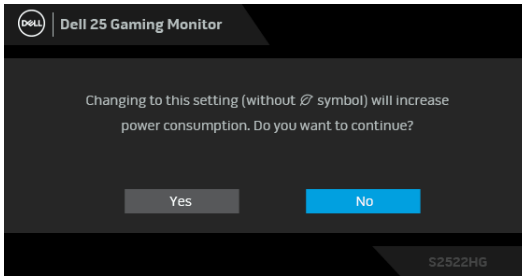 DELL
Dell 25 Gaming Monitor
Changing to this setting (without symbol) will increase
power consumption. Do you want to continue?
Yes
No
S2522HG